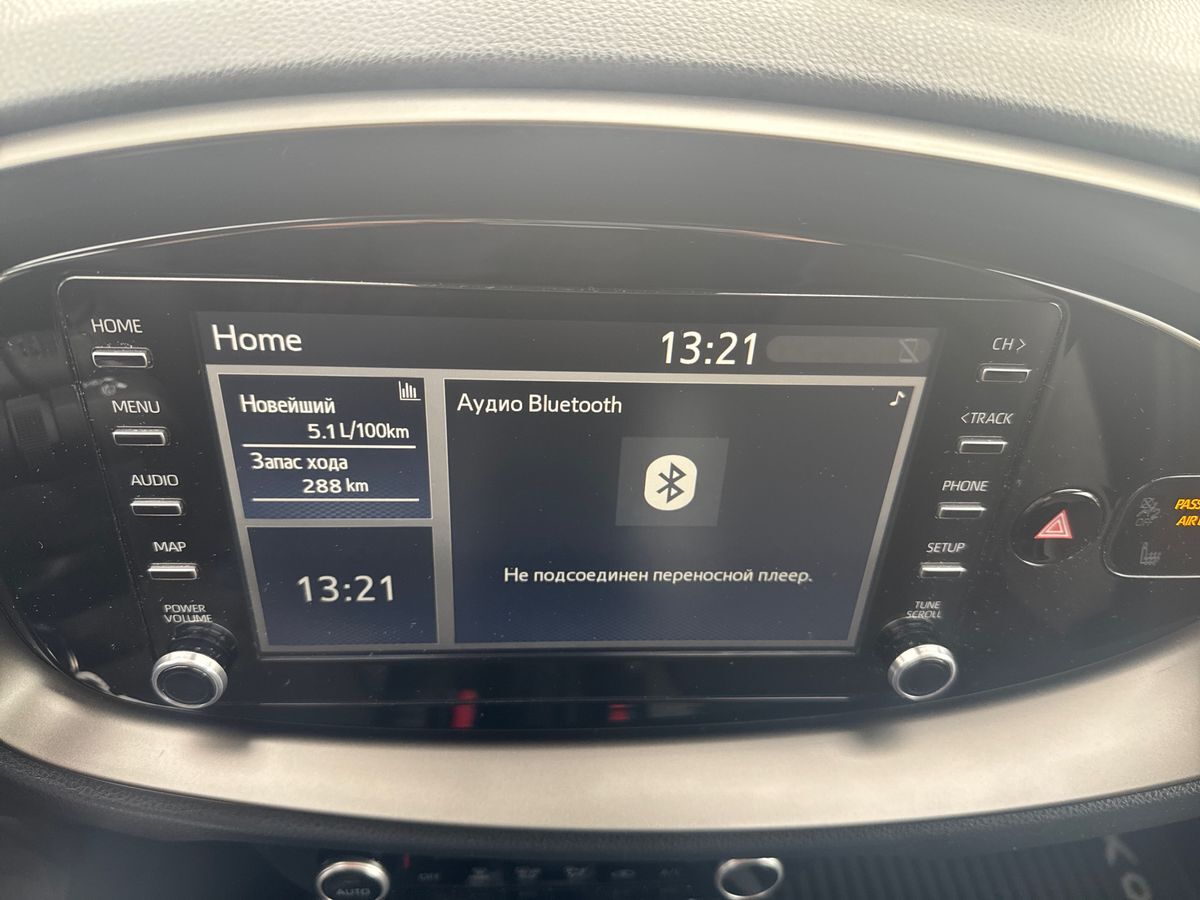 HOME
MENU
AUDIO
MAP
POWER
VOLUME
Home
13:21
Новейший
5.1 L/100km
Запас хода
288 km
13:21
Аудио Bluetooth
Не подсоединен переносной плеер.
CH >
< TRACK
PHONE
SETUP
TUNE
SCROLL
PASS
AIR
AUTO
OFF